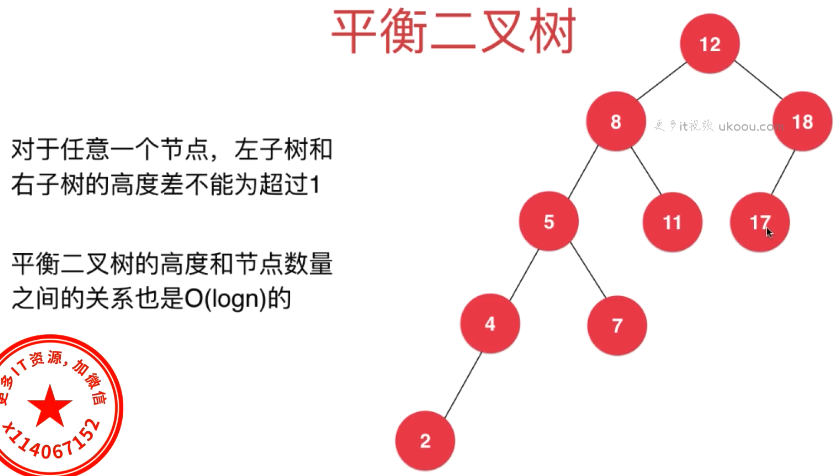 平衡二叉树
对于任意一个节点，左子树和
右子树的高度差不能为超过1
平衡二叉树的高度和节点数量
之间的关系也是O(logn)的
12
8
更多it视频 ukoou.com
18
5
11
17
4
7
2
更多IT资源，加微信
x114067152